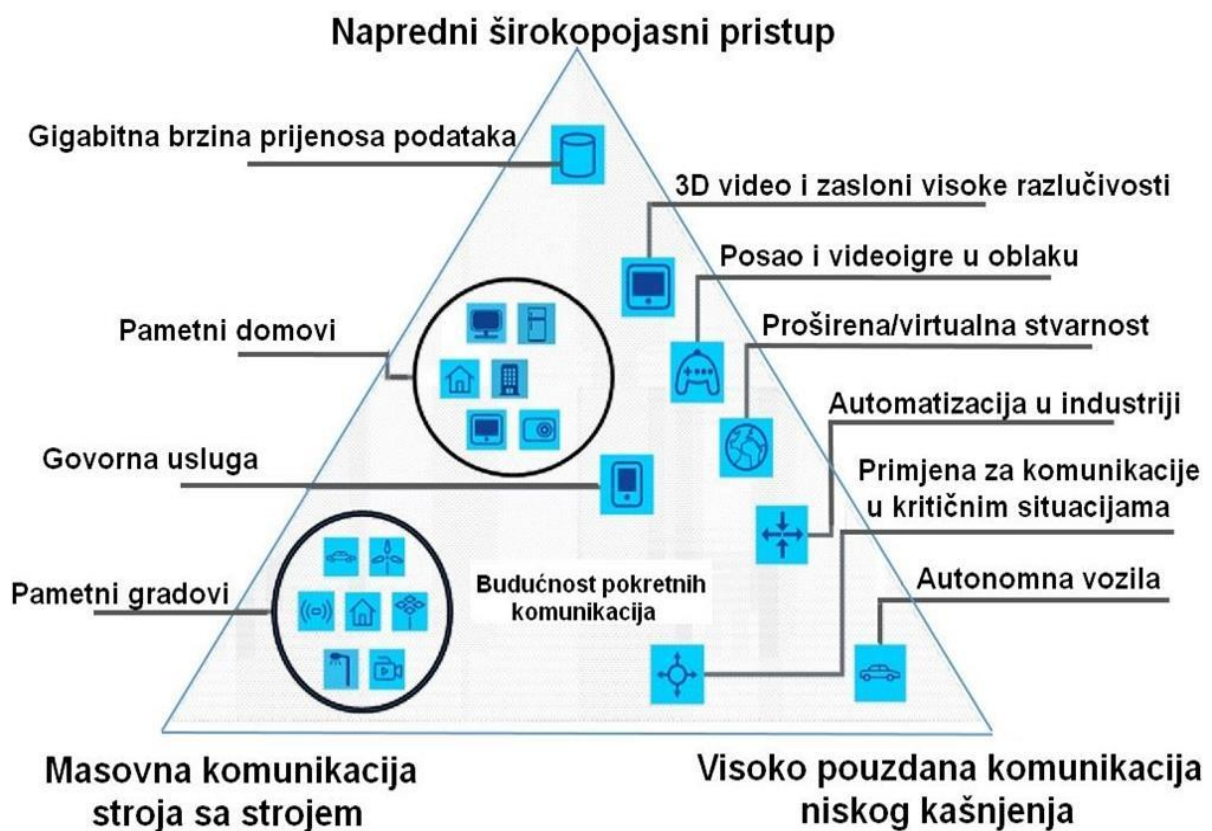 Napredni širokopojasni pristup
Gigabitna brzina prijenosa podataka
3D video i zasloni visoke razlučivosti
Posao i videoigre u oblaku
Pametni domovi
Proširena/virtualna stvarnost
Automatizacija u industriji
Govorna usluga
Primjena za komunikacije
u kritičnim situacijama
Pametni gradovi
Budućnost pokretnih
komunikacija
Autonomna vozila
Masovna komunikacija
stroja sa strojem
Visoko pouzdana komunikacija
niskog kašnjenja